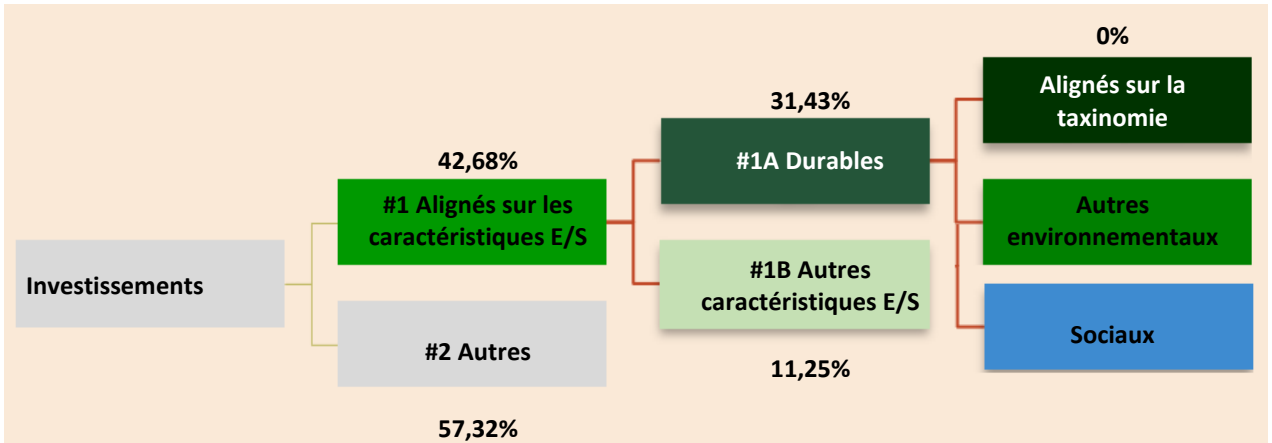 0%
Alignés sur la
taxinomie
31,43%
#1A Durables
42,68%
#1 Alignés sur les
caractéristiques E/S
Autres
environnementaux
#1B Autres
caractéristiques E/S
Investissements
Sociaux
#2 Autres
11,25%
57,32%